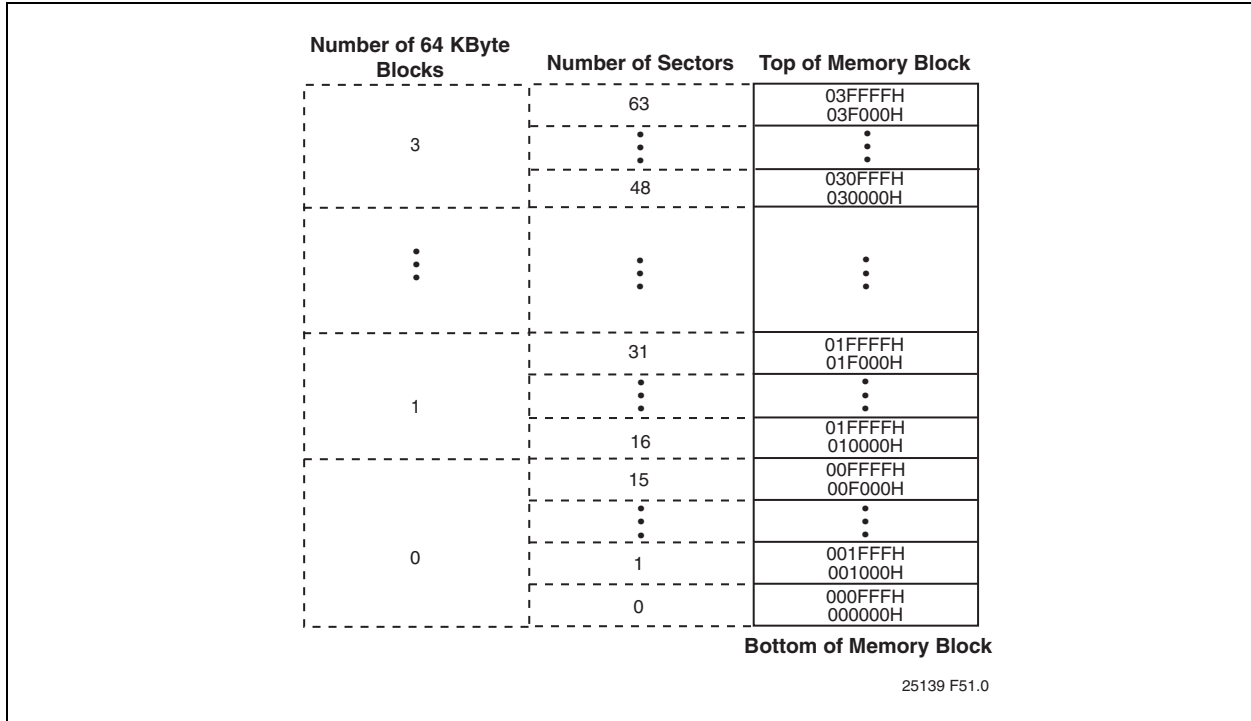 Number of 64 KByte
Blocks
Number of Sectors
Top of Memory Block
3
63
03FFFFH
03F000H
48
030FFFH
030000H
1
31
01FFFFH
01F000H
16
01FFFFH
010000H
0
15
00FFFFH
00F000H
1
001FFFH
001000H
0
000FFFH
000000H
Bottom of Memory Block
25139 F51.0